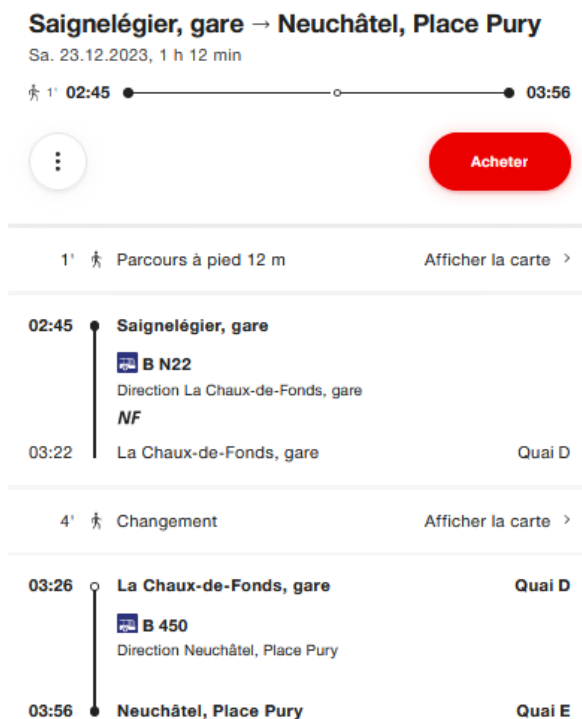 Saignelégier, gare → Neuchâtel, Place Pury
Sa. 23.12.2023, 1 h 12 min
1' 02:45 03:56
Acheter
1' Parcours à pied 12 m Afficher la carte >
02:45 Saignelégier, gare
B N22
Direction La Chaux-de-Fonds, gare
NF
03:22 La Chaux-de-Fonds, gare Quai D
4' Changement Afficher la carte >
03:26 La Chaux-de-Fonds, gare Quai D
B 450
Direction Neuchâtel, Place Pury
03:56 Neuchâtel, Place Pury Quai E